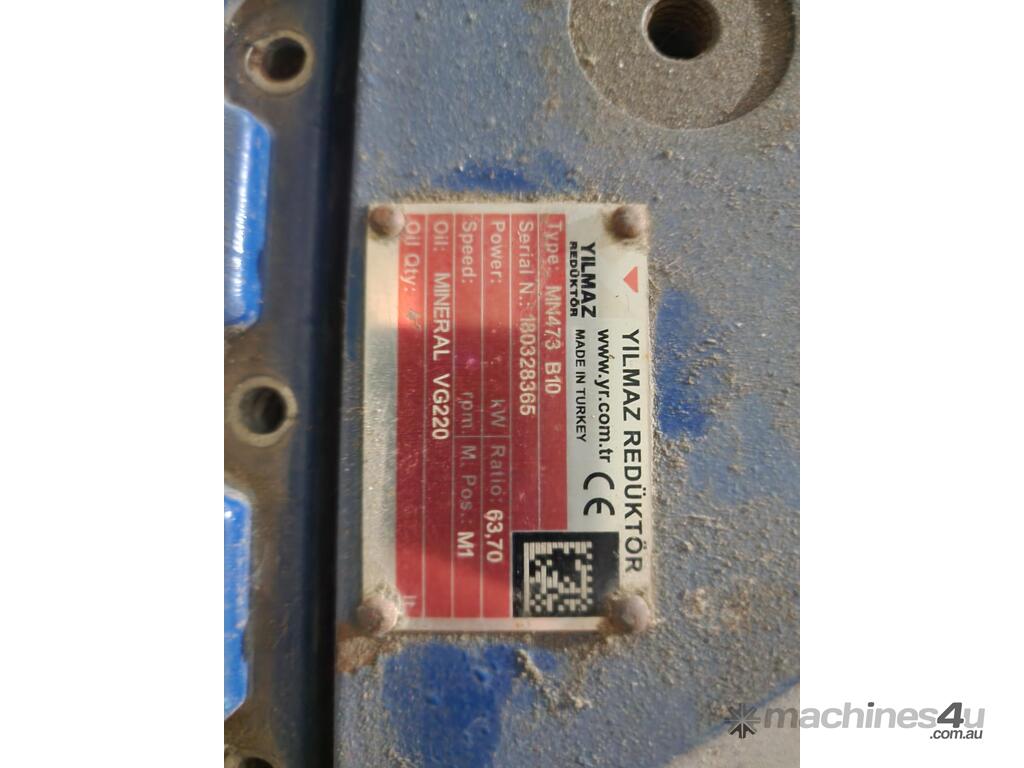 YILMAZ REDÜKTÖR
YILMAZ
REDÜKTÖR
www.yr.com.tr
MADE IN TURKEY
CE
Type: MN473 B10
Serial N.: 180328365
Power: kW Ratio: 63,70
Speed: rpm M. Pos.: M1
Oil: MINERAL VG220
Oil Qty: lt
machines4u
.com.au